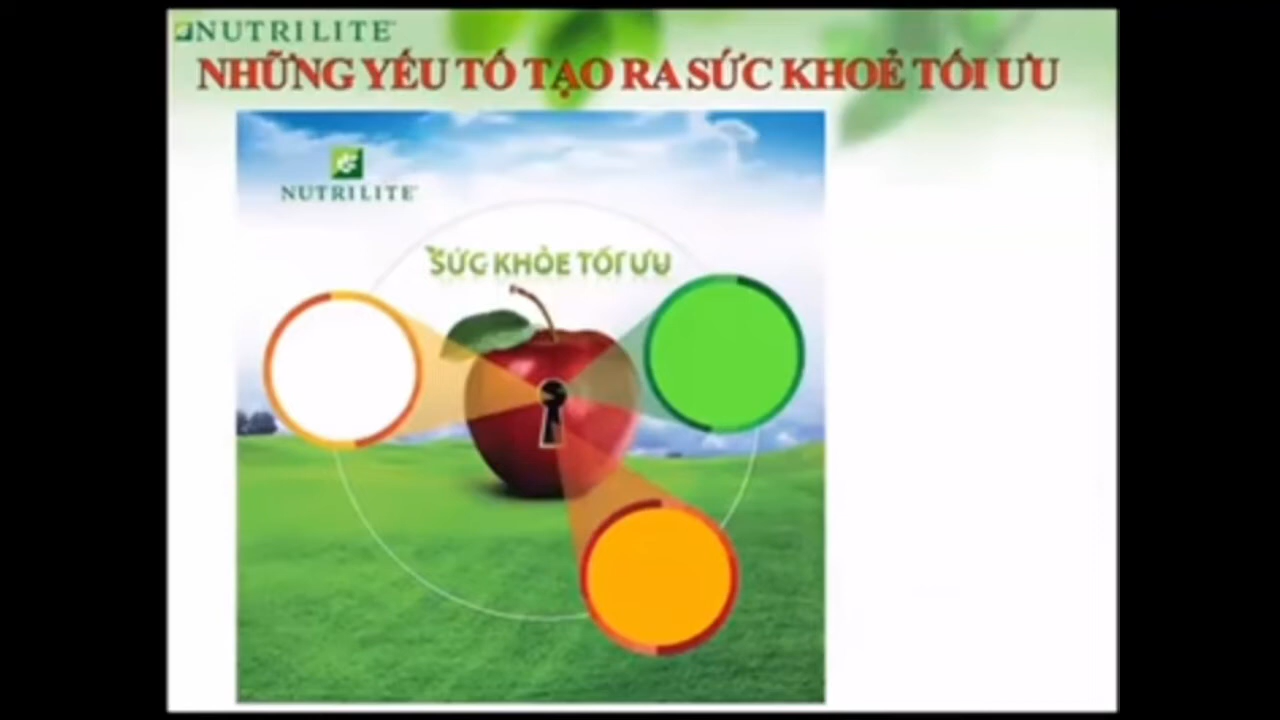 NUTRILITE
NHỮNG YẾU TỐ TẠO RA SỨC KHOẺ TỐI ƯU
NUTRILITE
SỨC KHỎE TỐI ƯU